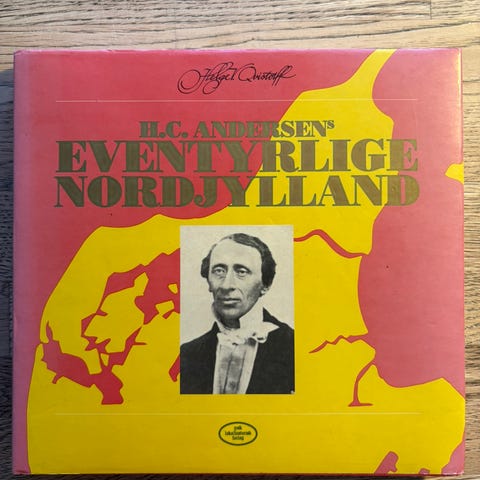 Helge Qvistorff
H.C. ANDERSENs
EVENTYRLIGE
NORDJYLLAND